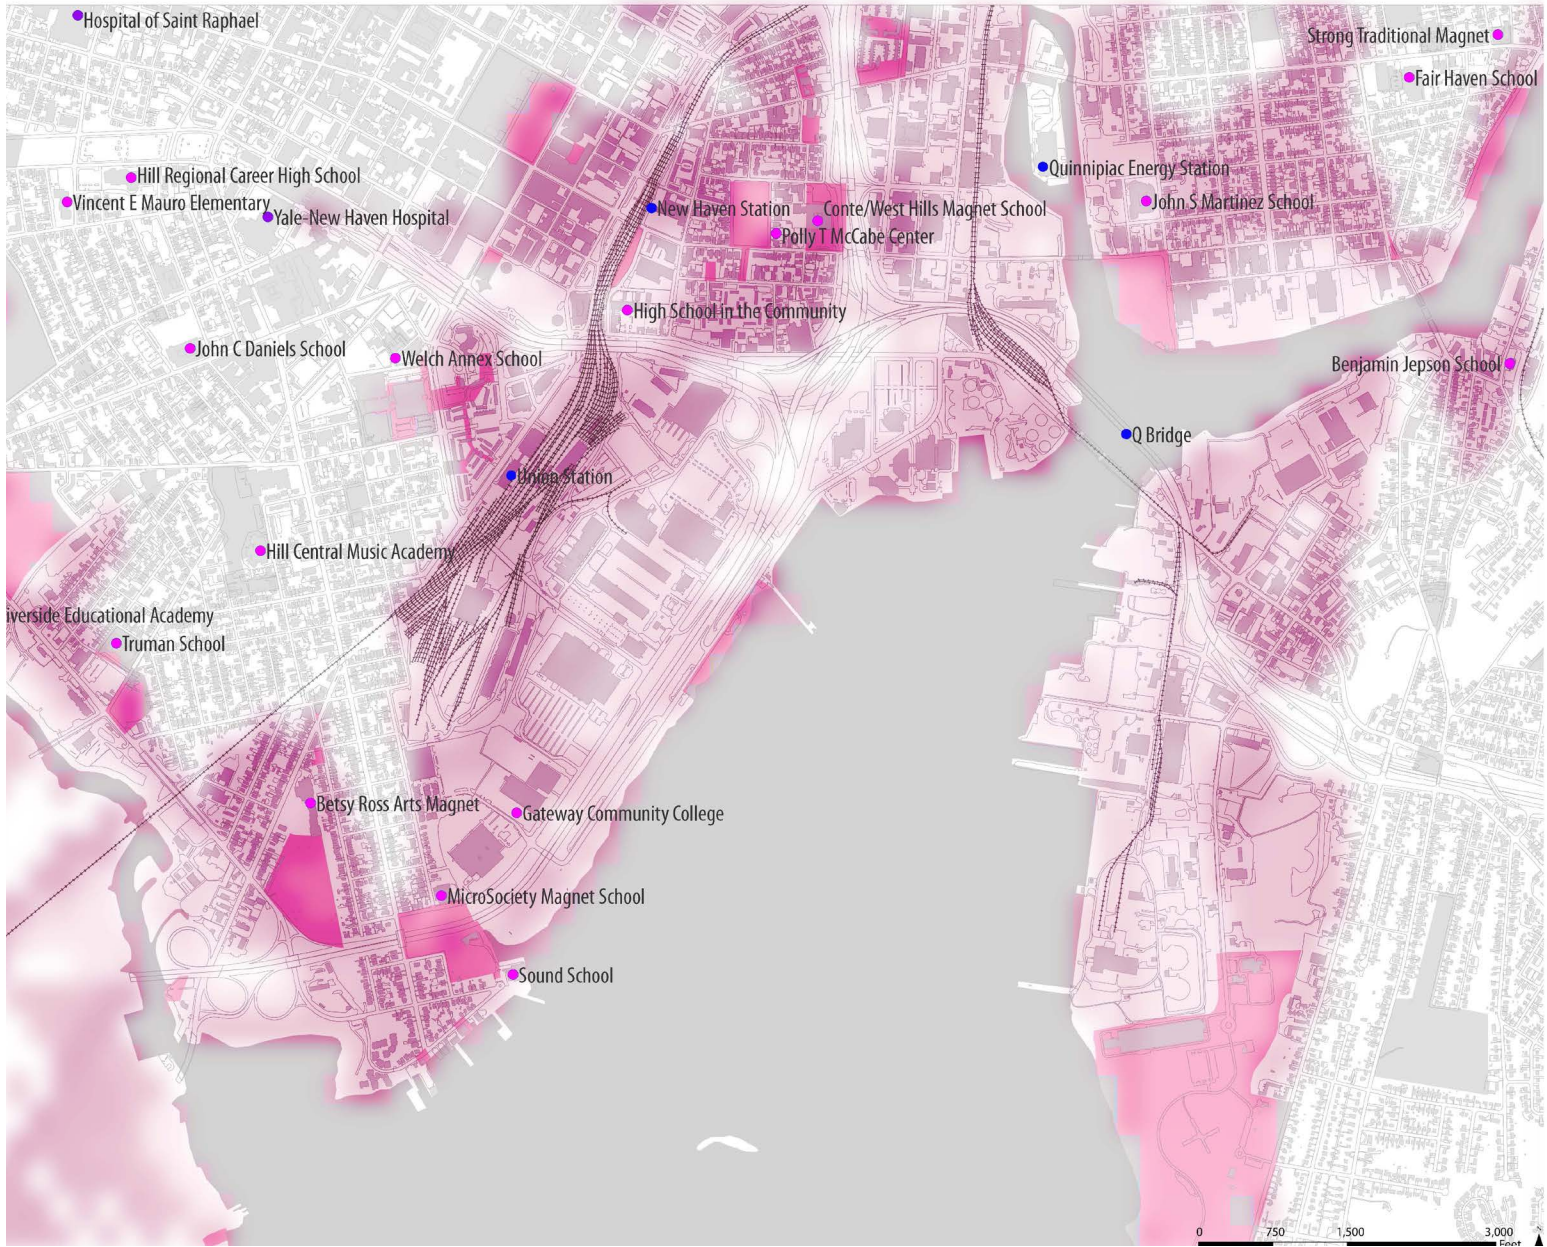 Hospital of Saint Raphael
Strong Traditional Magnet
Fair Haven School
Quinnipiac Energy Station
Hill Regional Career High School
Vincent E Mauro Elementary
John S Martinez School
New Haven Station
Conte/West Hills Magnet School
Yale-New Haven Hospital
Polly T McCabe Center
High School in the Community
John C Daniels School
Welch Annex School
Benjamin Jepson School
Q Bridge
Union Station
Hill Central Music Academy
iverside Educational Academy
Truman School
Betsy Ross Arts Magnet
Gateway Community College
MicroSociety Magnet School
Sound School
0 750 1,500 3,000
Feet